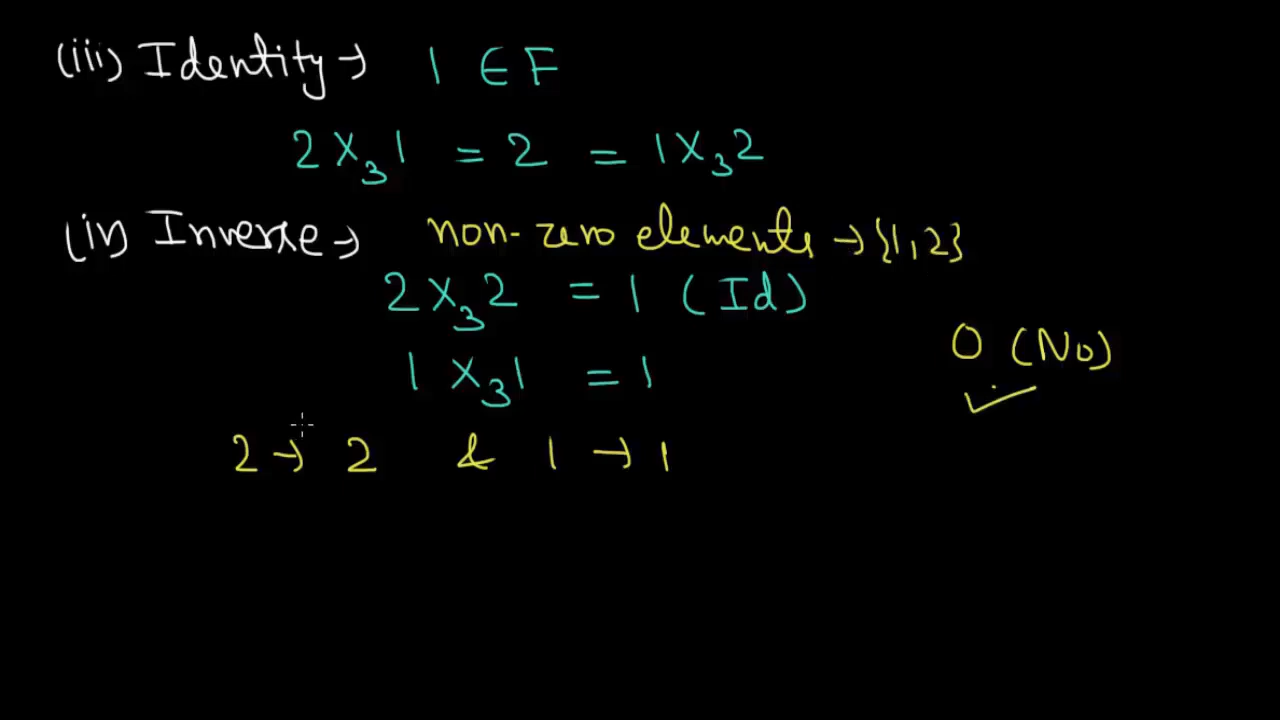 (iii) Identity → 1 ∈ F
2 ×₃ 1 = 2 = 1 ×₃ 2
(iv) Inverse → non-zero elements → {1, 2}
2 ×₃ 2 = 1 (Id)
0 (No)
1 ×₃ 1 = 1
2 → 2 & 1 → 1